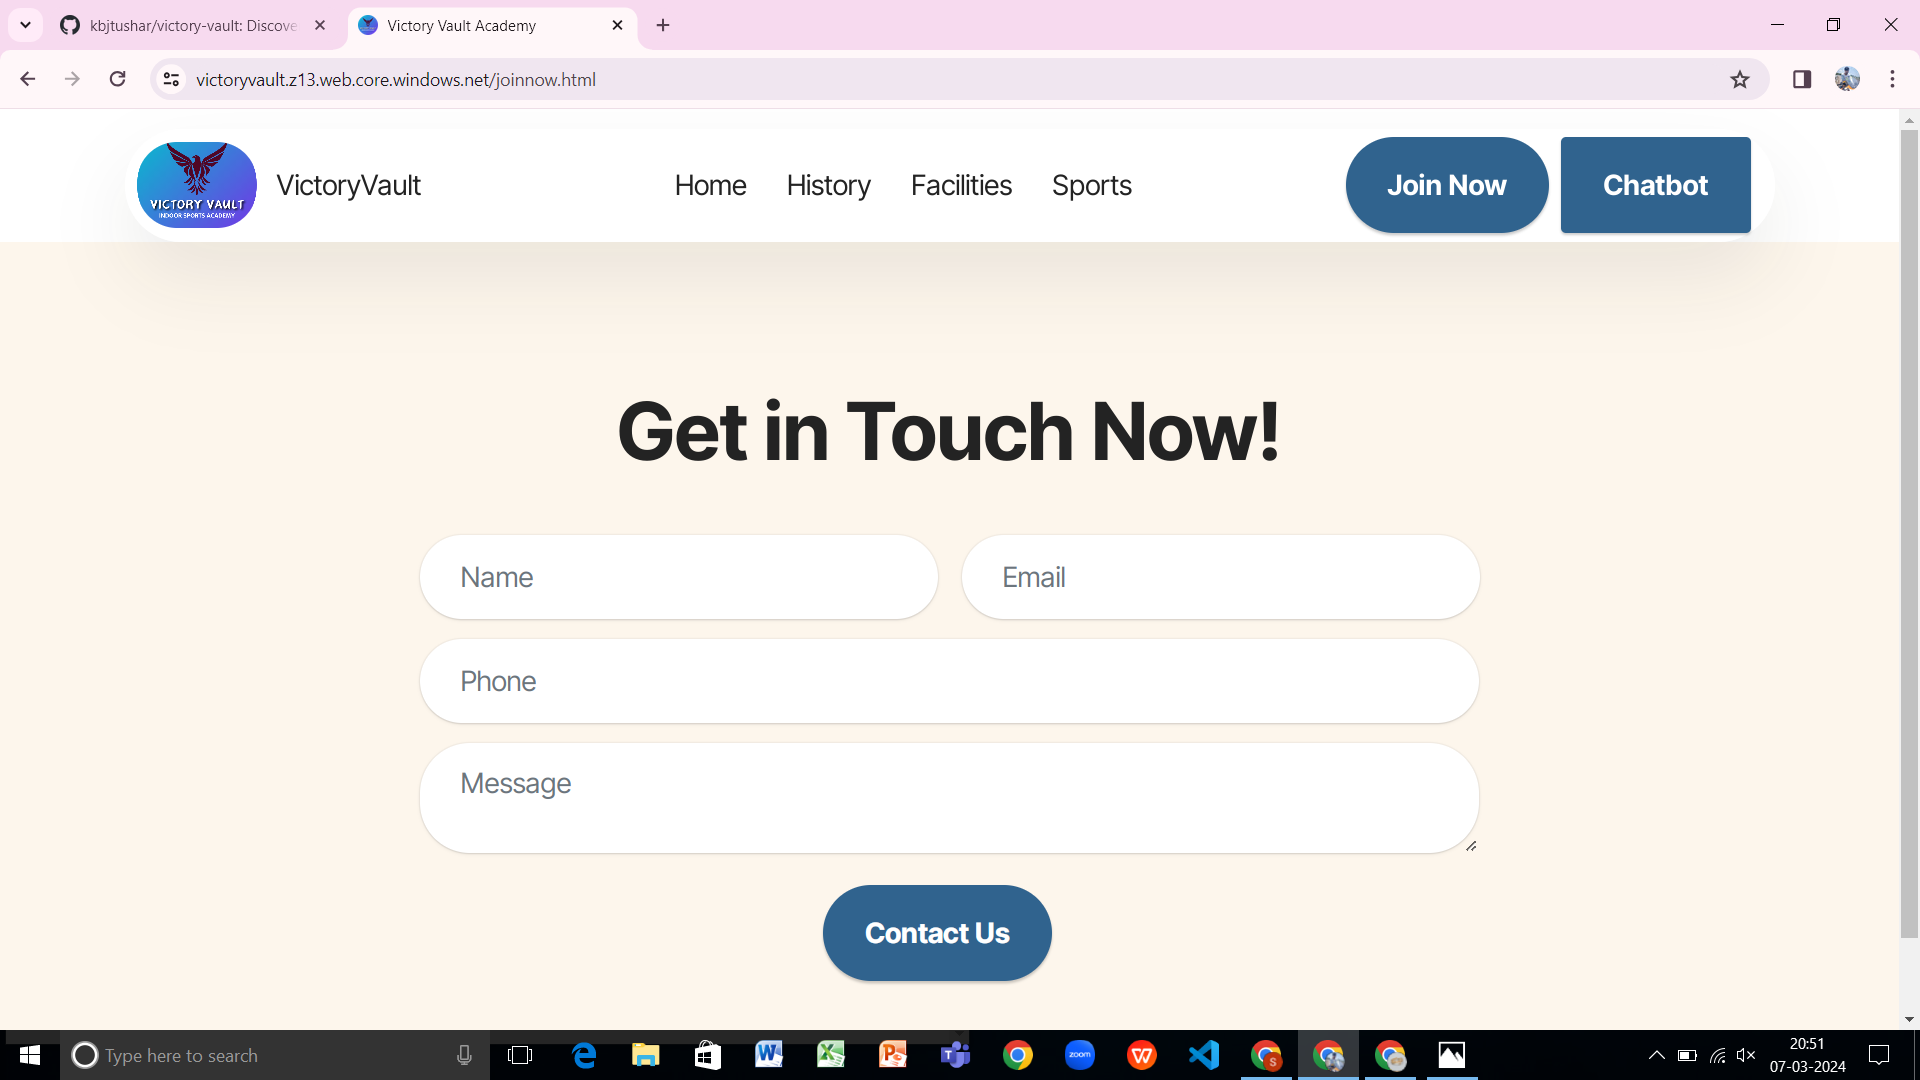 kbjtushar/victory-vault: Discove
Victory Vault Academy
victoryvault.z13.web.core.windows.net/joinnow.html
VICTORY VAULT
INDOOR SPORTS ACADEMY
VictoryVault
Home
History
Facilities
Sports
Join Now
Chatbot
Get in Touch Now!
Name
Email
Phone
Message
Contact Us
Type here to search
zoom
S
20:51
07-03-2024